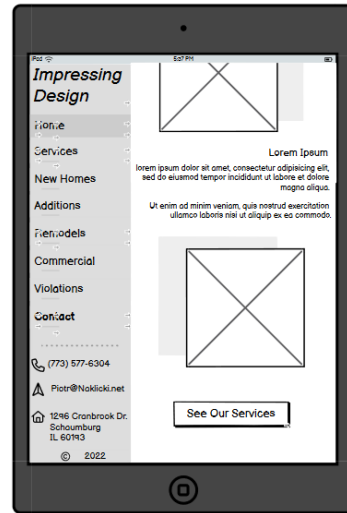 iPad
5:07 PM
Impressing
Design
Home
Services
New Homes
Additions
Remodels
Commercial
Violations
Contact
(773) 577-6304
Piotr@Noklicki.net
1296 Cranbrook Dr.
Schaumburg
IL 60193
© 2022
Lorem Ipsum
lorem ipsum dolor sit amet, consectetur adipisicing elit,
sed do eiusmod tempor incididunt ut labore et dolore
magna aliqua.
Ut enim ad minim veniam, quis nostrud exercitation
ullamco laboris nisi ut aliquip ex ea commodo.
See Our Services